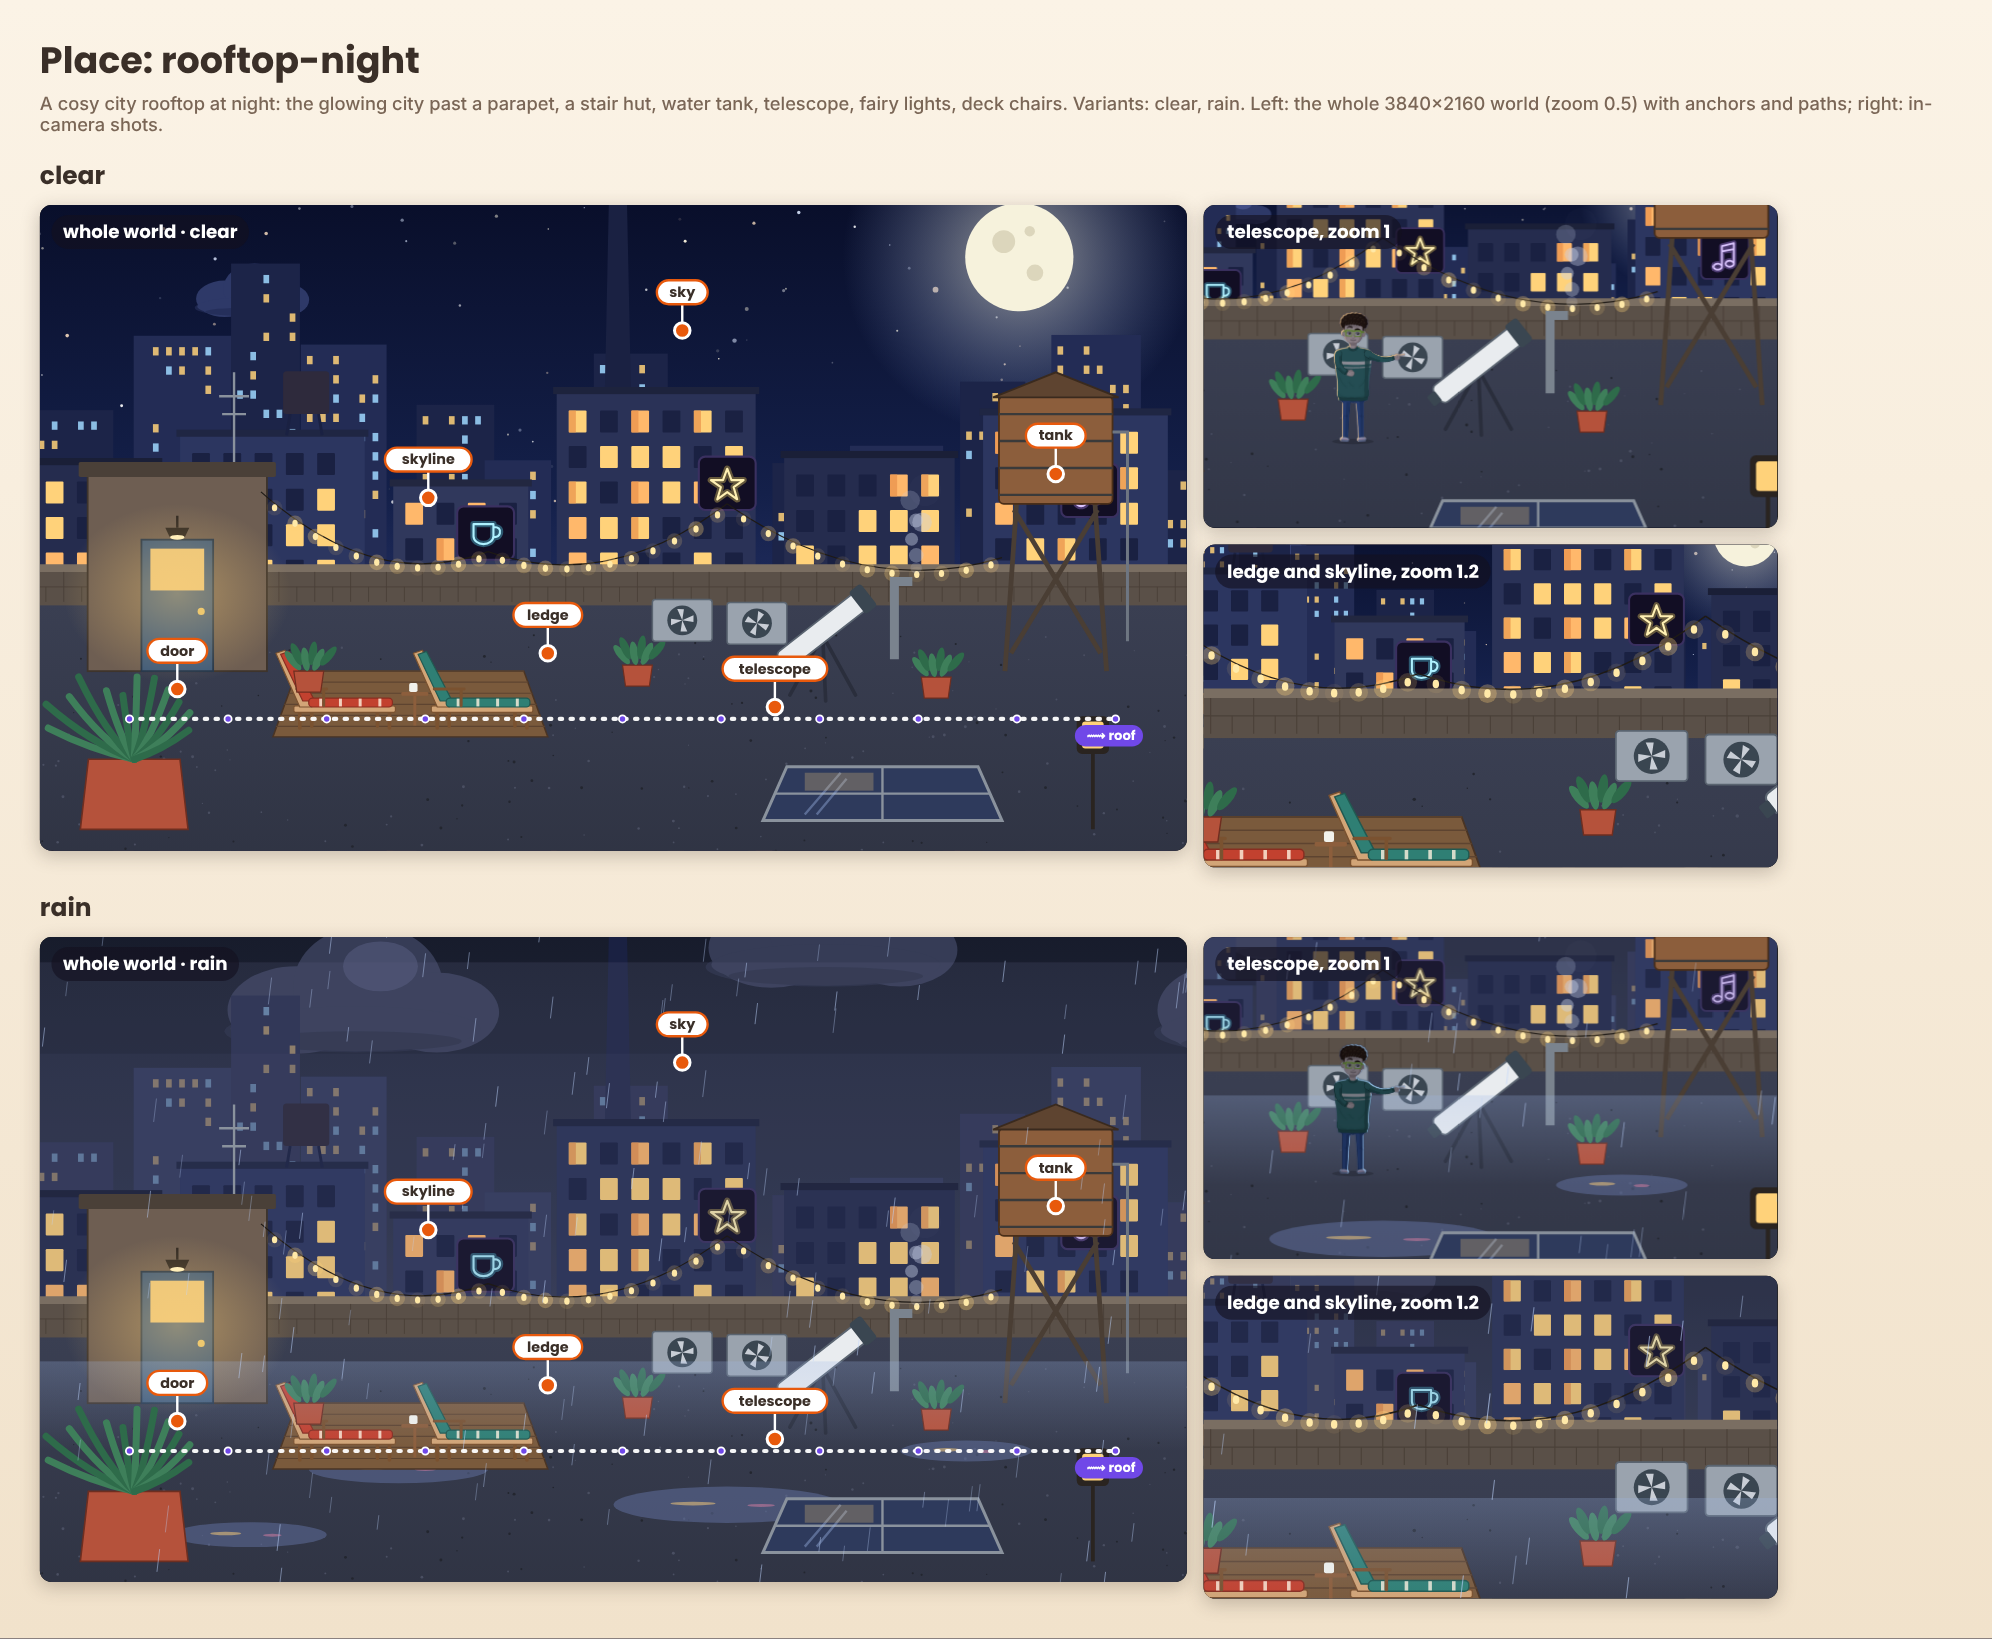 Place: rooftop-night
A cosy city rooftop at night: the glowing city past a parapet, a stair hut, water tank, telescope, fairy lights, deck chairs. Variants: clear, rain. Left: the whole 3840×2160 world (zoom 0.5) with anchors and paths; right: in-
camera shots.
clear
whole world · clear
sky
skyline
tank
ledge
door
telescope
⟿ roof
telescope, zoom 1
ledge and skyline, zoom 1.2
rain
whole world · rain
sky
skyline
tank
ledge
door
telescope
⟿ roof
telescope, zoom 1
ledge and skyline, zoom 1.2